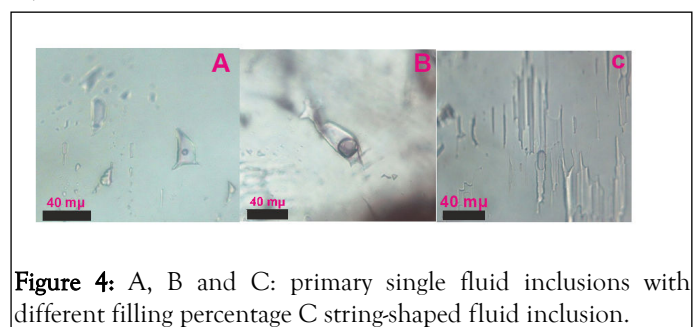 A B C
40 mµ 40 mµ 40 mµ
Figure 4: A, B and C: primary single fluid inclusions with
different filling percentage C string-shaped fluid inclusion.